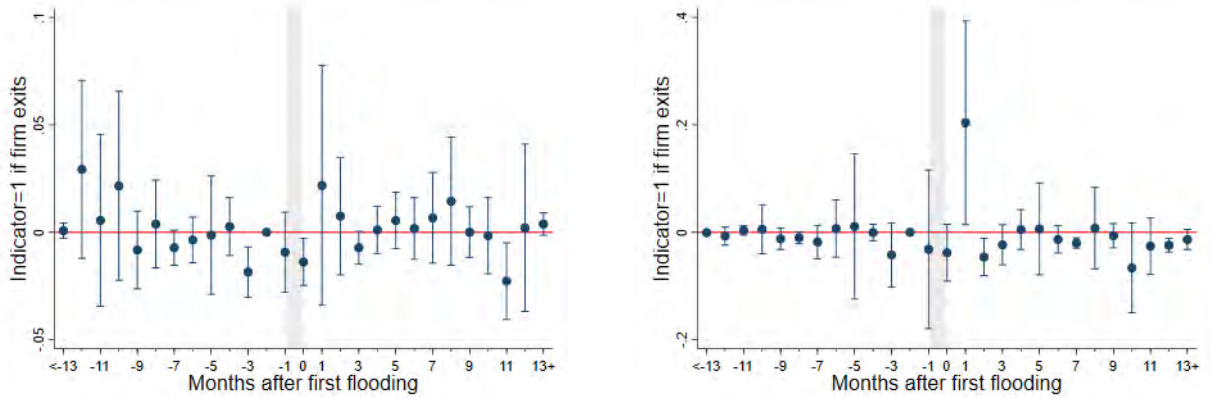 Indicator=1 if firm exits
.1
.05
0
-.05
<-13 -11 -9 -7 -5 -3 -1 0 1 3 5 7 9 11 13+
Months after first flooding
Indicator=1 if firm exits
.4
.2
0
-.2
<-13 -11 -9 -7 -5 -3 -1 0 1 3 5 7 9 11 13+
Months after first flooding